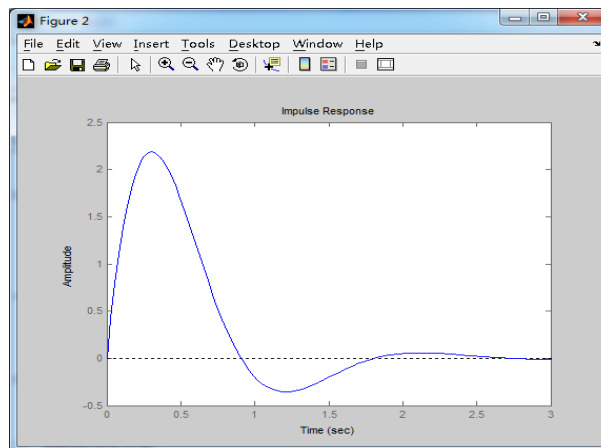 Figure 2
File Edit View Insert Tools Desktop Window Help
Impulse Response
2.5
2
1.5
1
0.5
0
-0.5
Amplitude
0 0.5 1 1.5 2 2.5 3
Time (sec)